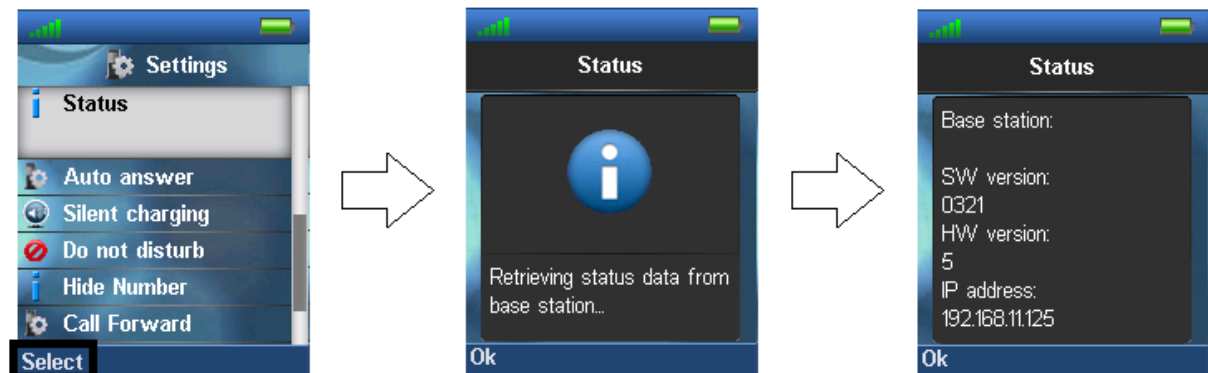 Settings
Status
Auto answer
Silent charging
Do not disturb
Hide Number
Call Forward
Select
Status
Retrieving status data from
base station...
Ok
Status
Base station:
SW version:
0321
HW version:
5
IP address:
192.168.11.125
Ok